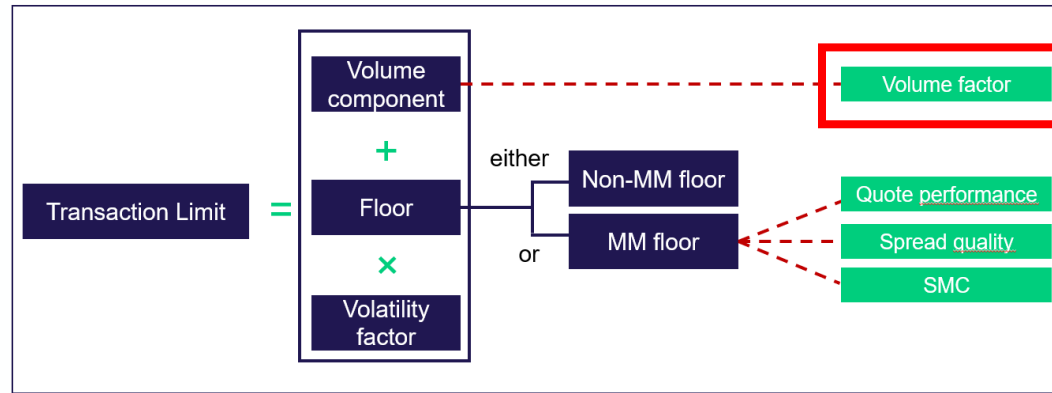 Volume
component
Volume factor
+
either
Non-MM floor
Transaction Limit
=
Floor
Quote performance
MM floor
Spread quality
or
×
SMC
Volatility
factor